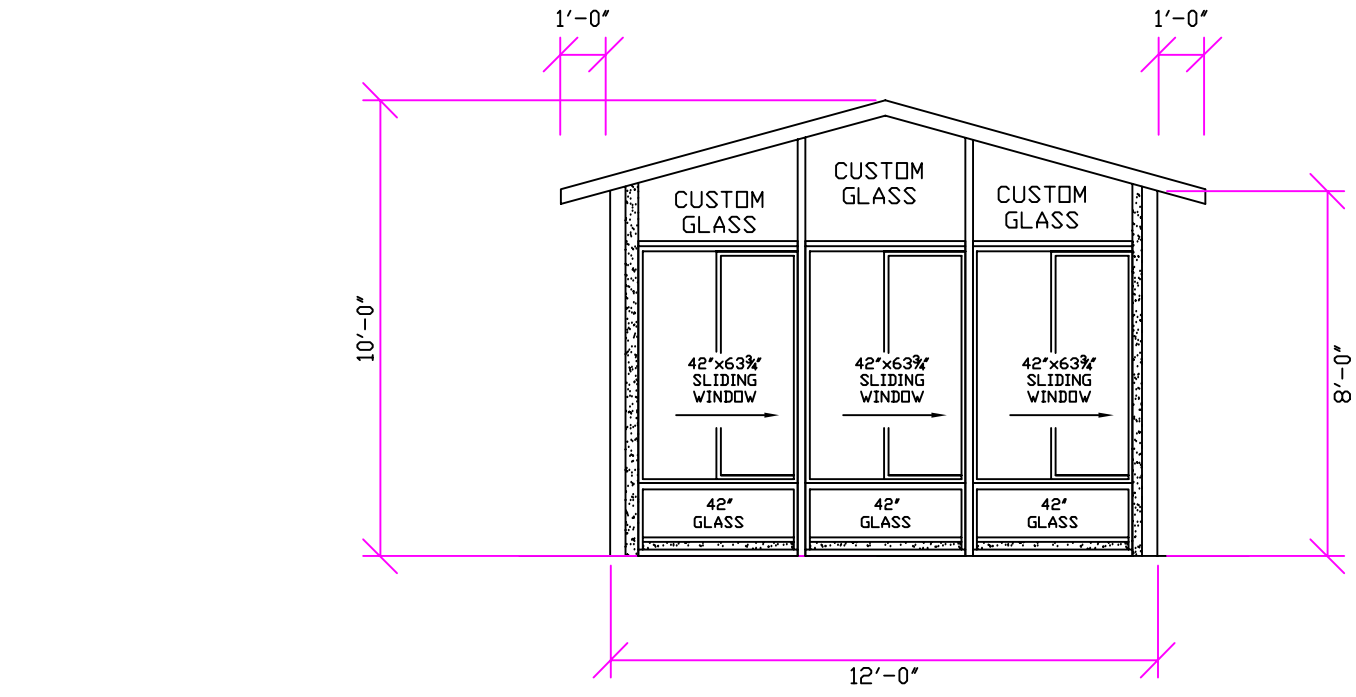 1'-0"
1'-0"
CUSTOM
GLASS
CUSTOM
GLASS
CUSTOM
GLASS
10'-0"
8'-0"
42"x63¾"
SLIDING
WINDOW
42"x63¾"
SLIDING
WINDOW
42"x63¾"
SLIDING
WINDOW
42"
GLASS
42"
GLASS
42"
GLASS
12'-0"